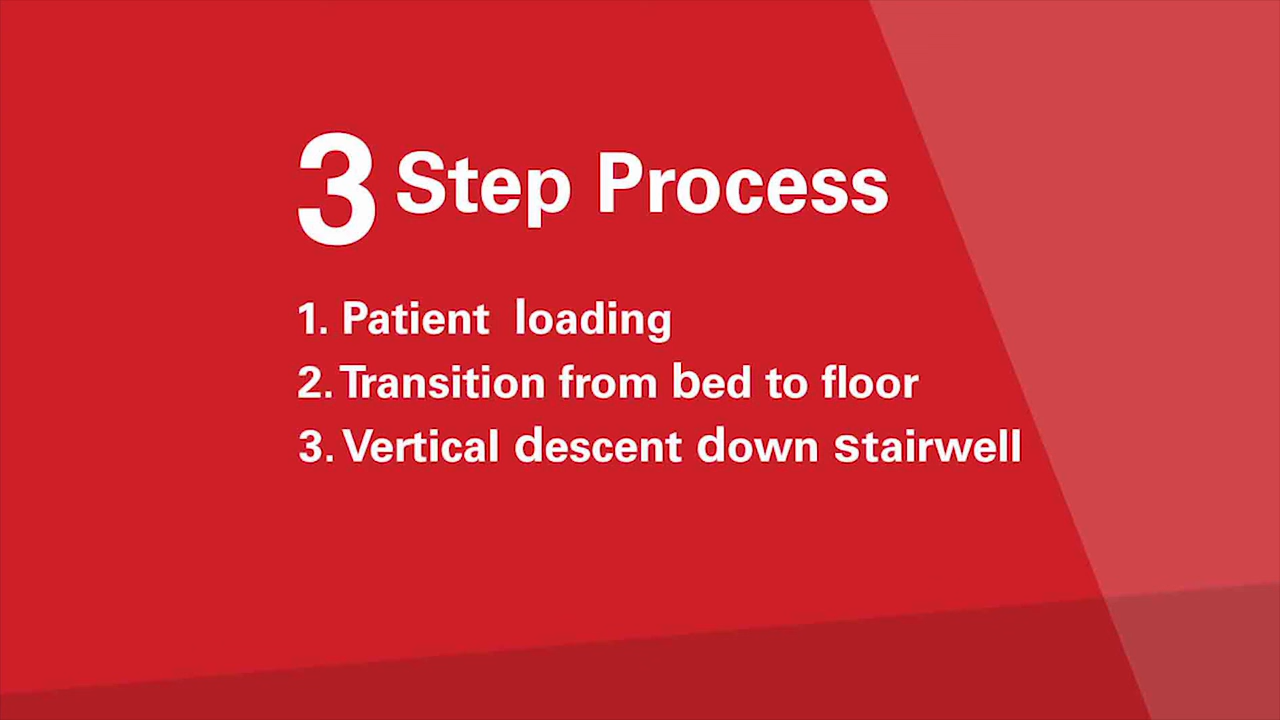 3 Step Process
1. Patient loading
2. Transition from bed to floor
3. Vertical descent down stairwell